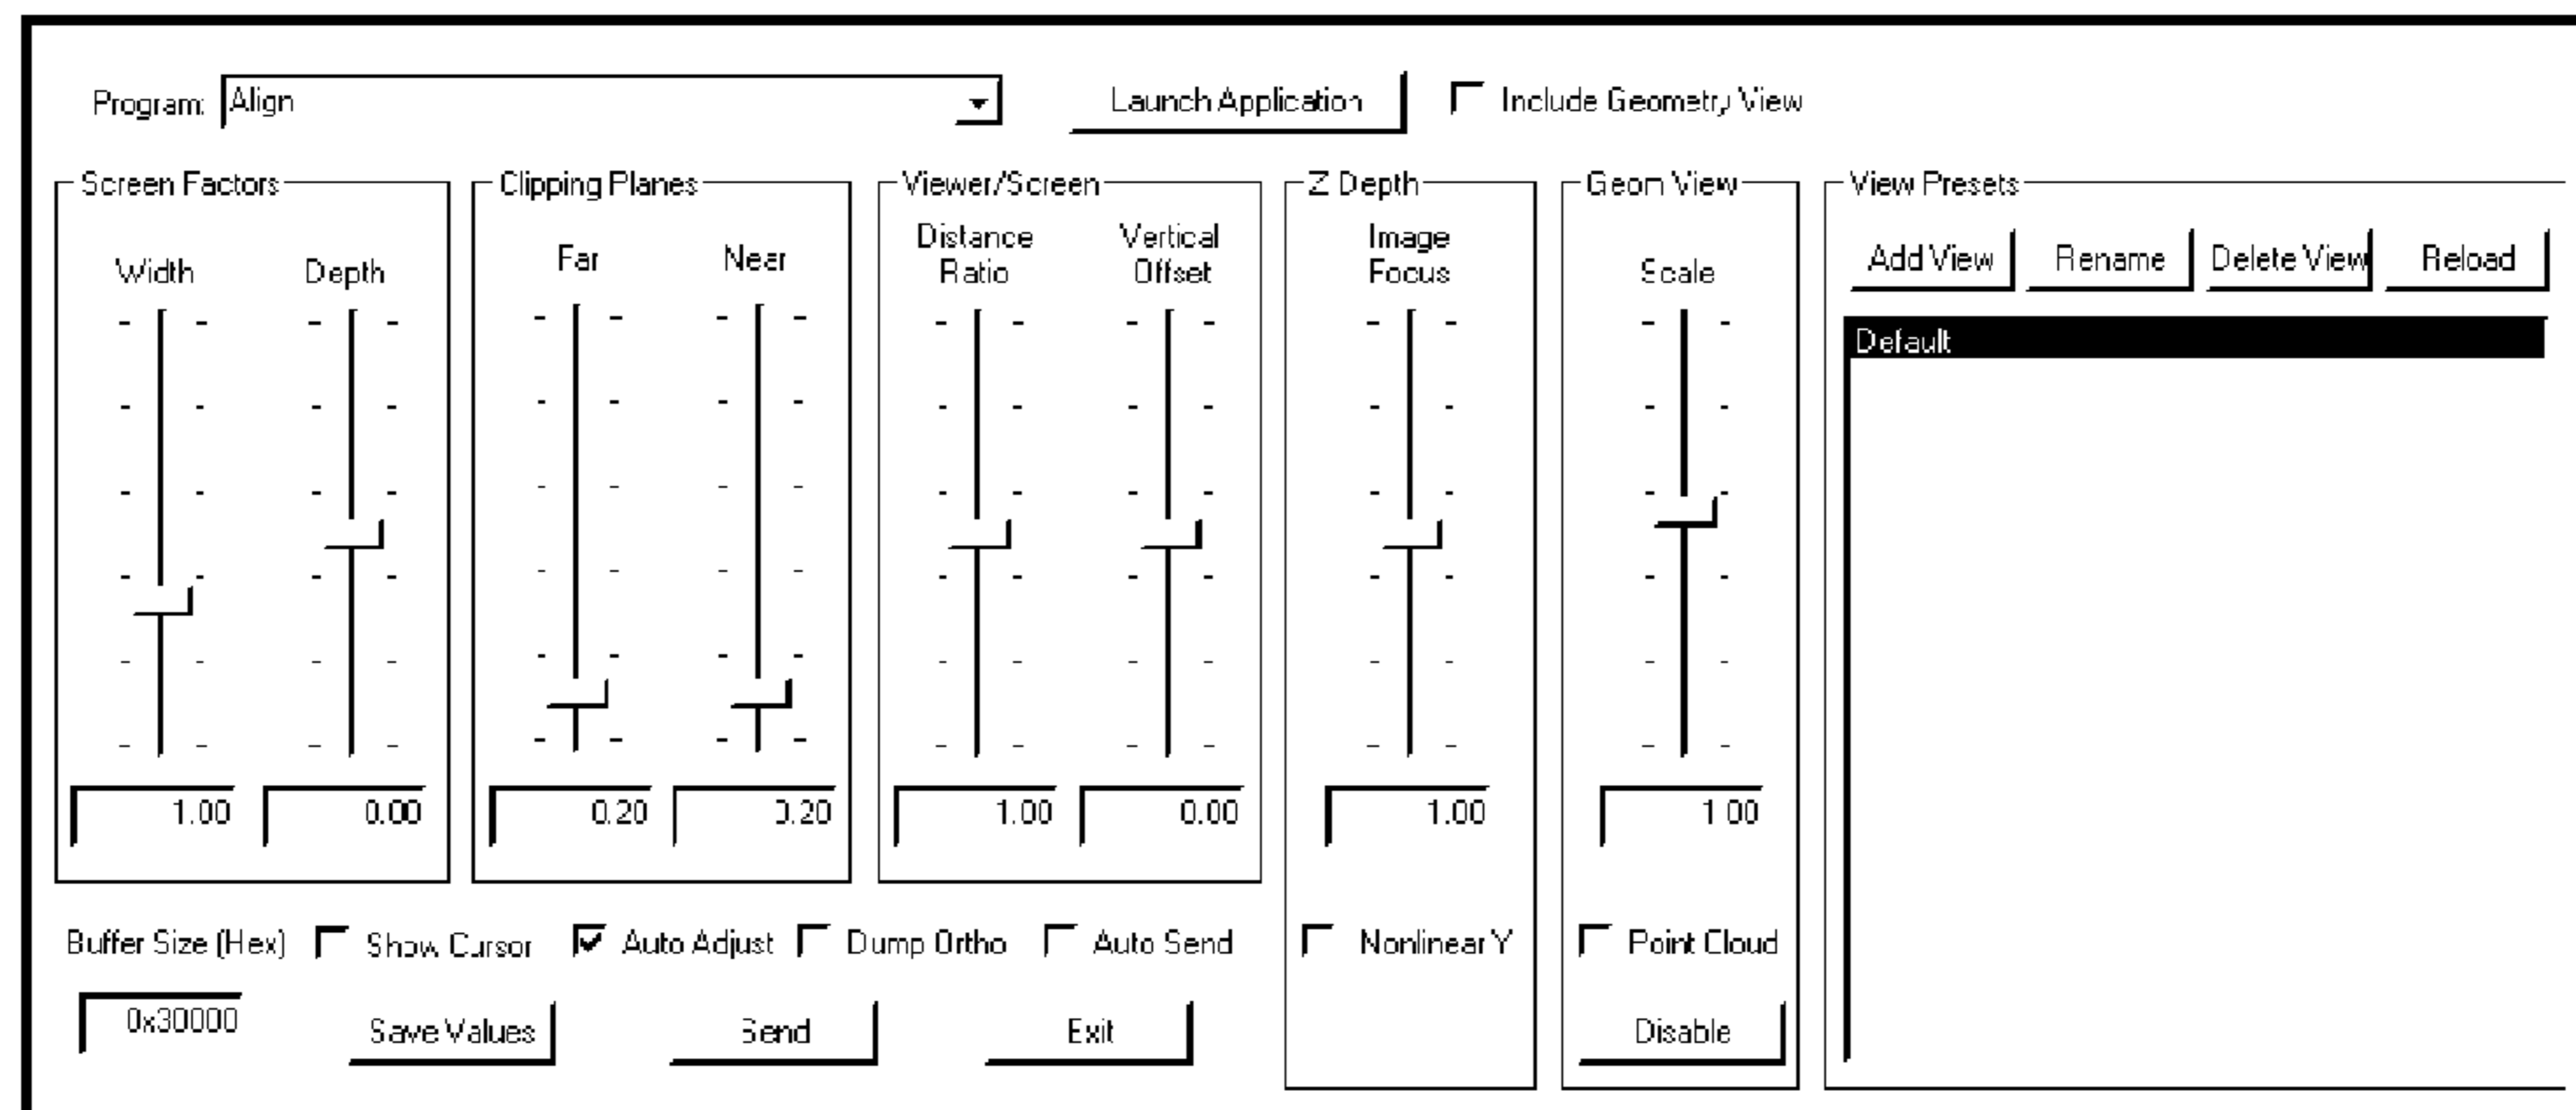 Program: Align Launch Application Include Geometry View
Screen Factors Clipping Planes Viewer/Screen Z Depth Geom View View Presets
Width Depth Far Near Distance Ratio Vertical Offset Image Focus Scale Add View Rename Delete View Reload
Default
1.00 0.00 0.20 0.20 1.00 0.00 1.00 1.00
Buffer Size (Hex) Show Cursor Auto Adjust Dump Ortho Auto Send Nonlinear Y Point Cloud
0x30000 Save Values Send Exit Disable